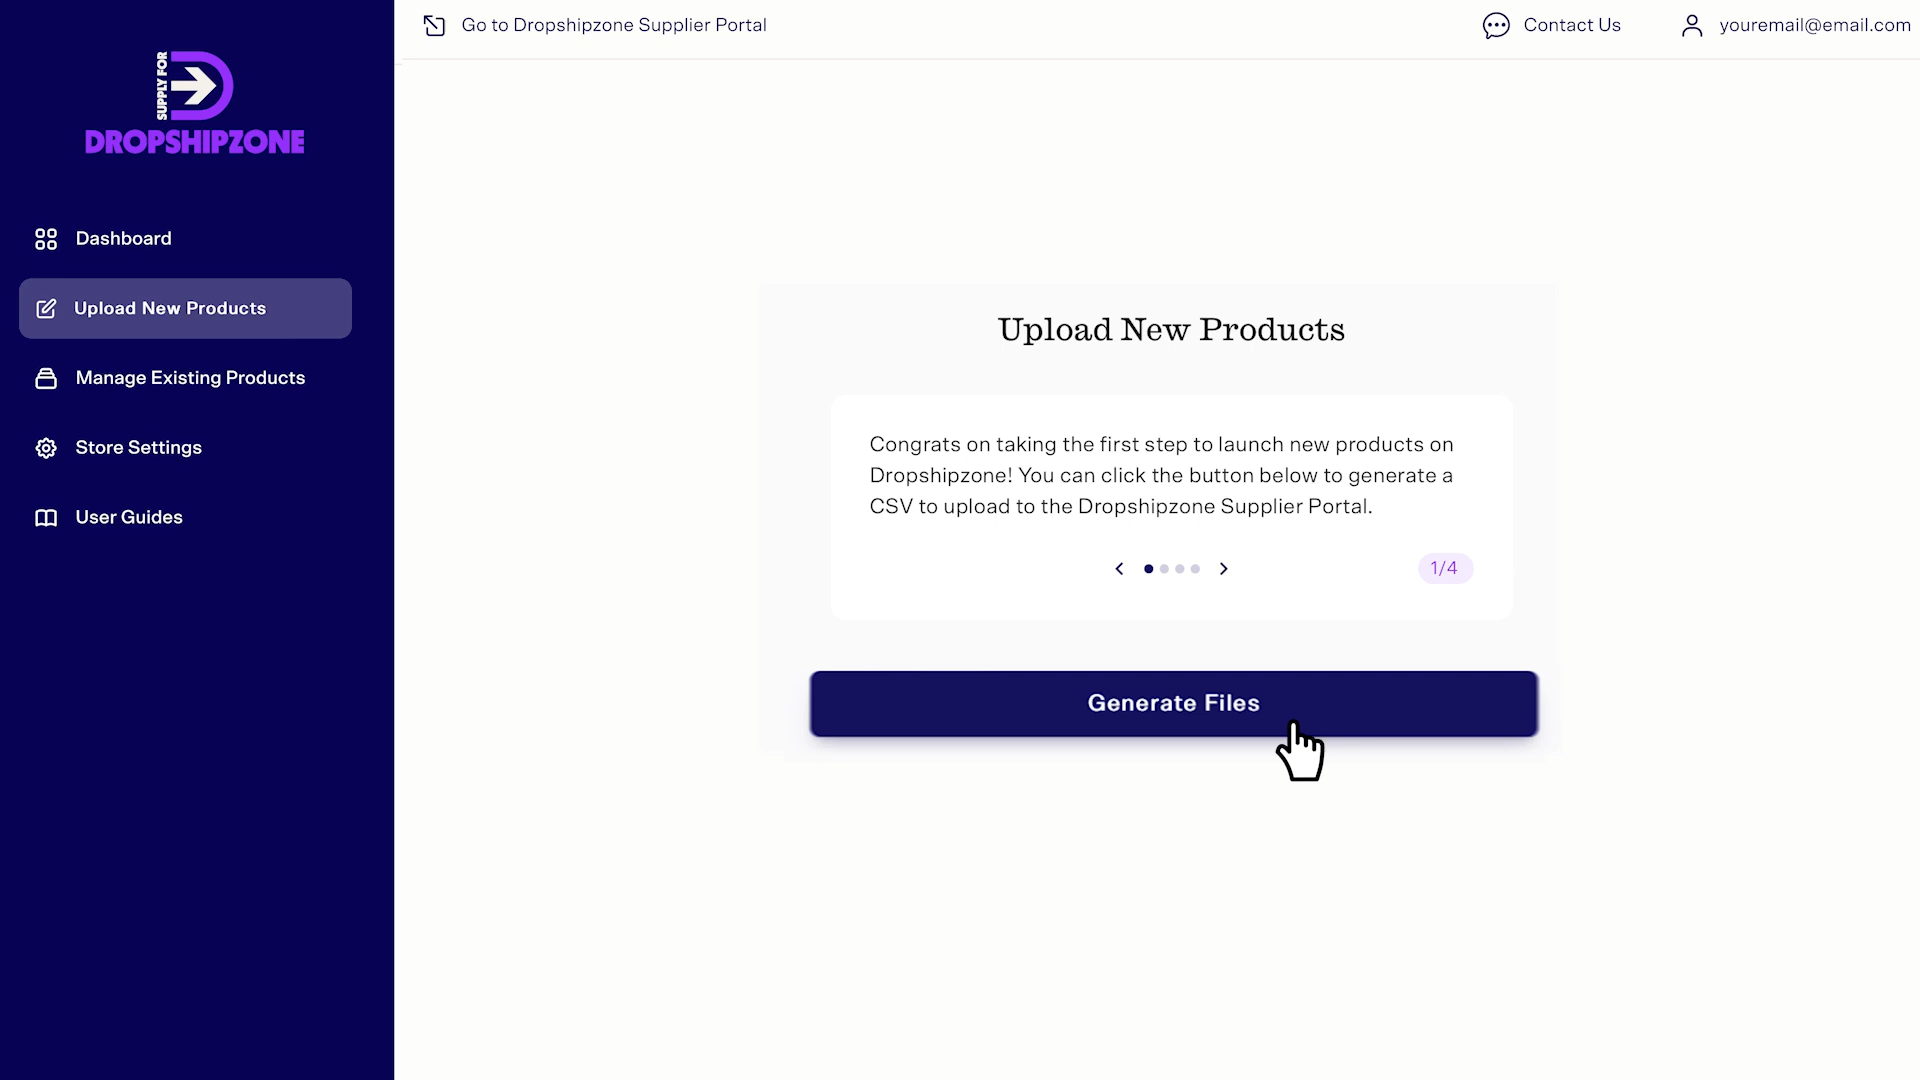 SUPPLY FOR
DROPSHIPZONE
Dashboard
Upload New Products
Manage Existing Products
Store Settings
User Guides
Go to Dropshipzone Supplier Portal
Contact Us
youremail@email.com
Upload New Products
Congrats on taking the first step to launch new products on
Dropshipzone! You can click the button below to generate a
CSV to upload to the Dropshipzone Supplier Portal.
1/4
Generate Files